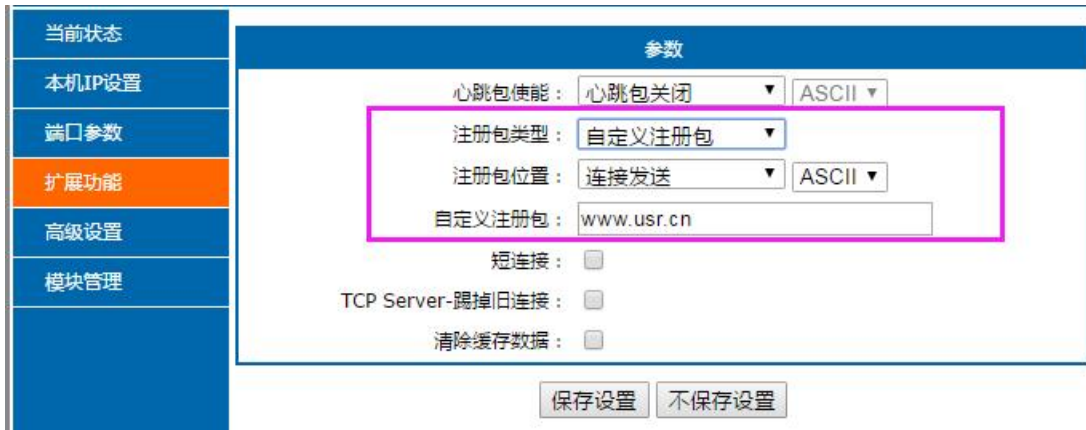 当前状态
本机IP设置
端口参数
扩展功能
高级设置
模块管理
参数
心跳包使能： 心跳包关闭 ASCII
注册包类型： 自定义注册包
注册包位置： 连接发送 ASCII
自定义注册包： www.usr.cn
短连接：
TCP Server-踢掉旧连接：
清除缓存数据：
保存设置 不保存设置